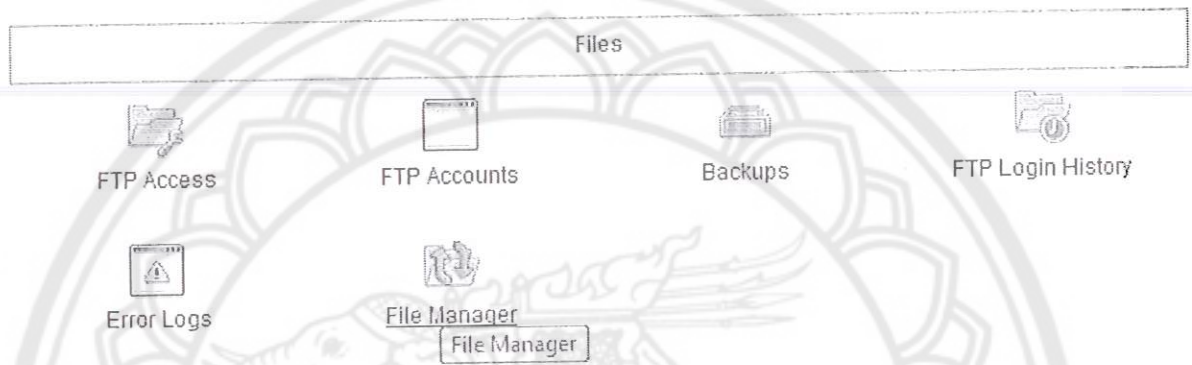 Files
FTP Access
FTP Accounts
Backups
FTP Login History
Error Logs
File Manager
File Manager